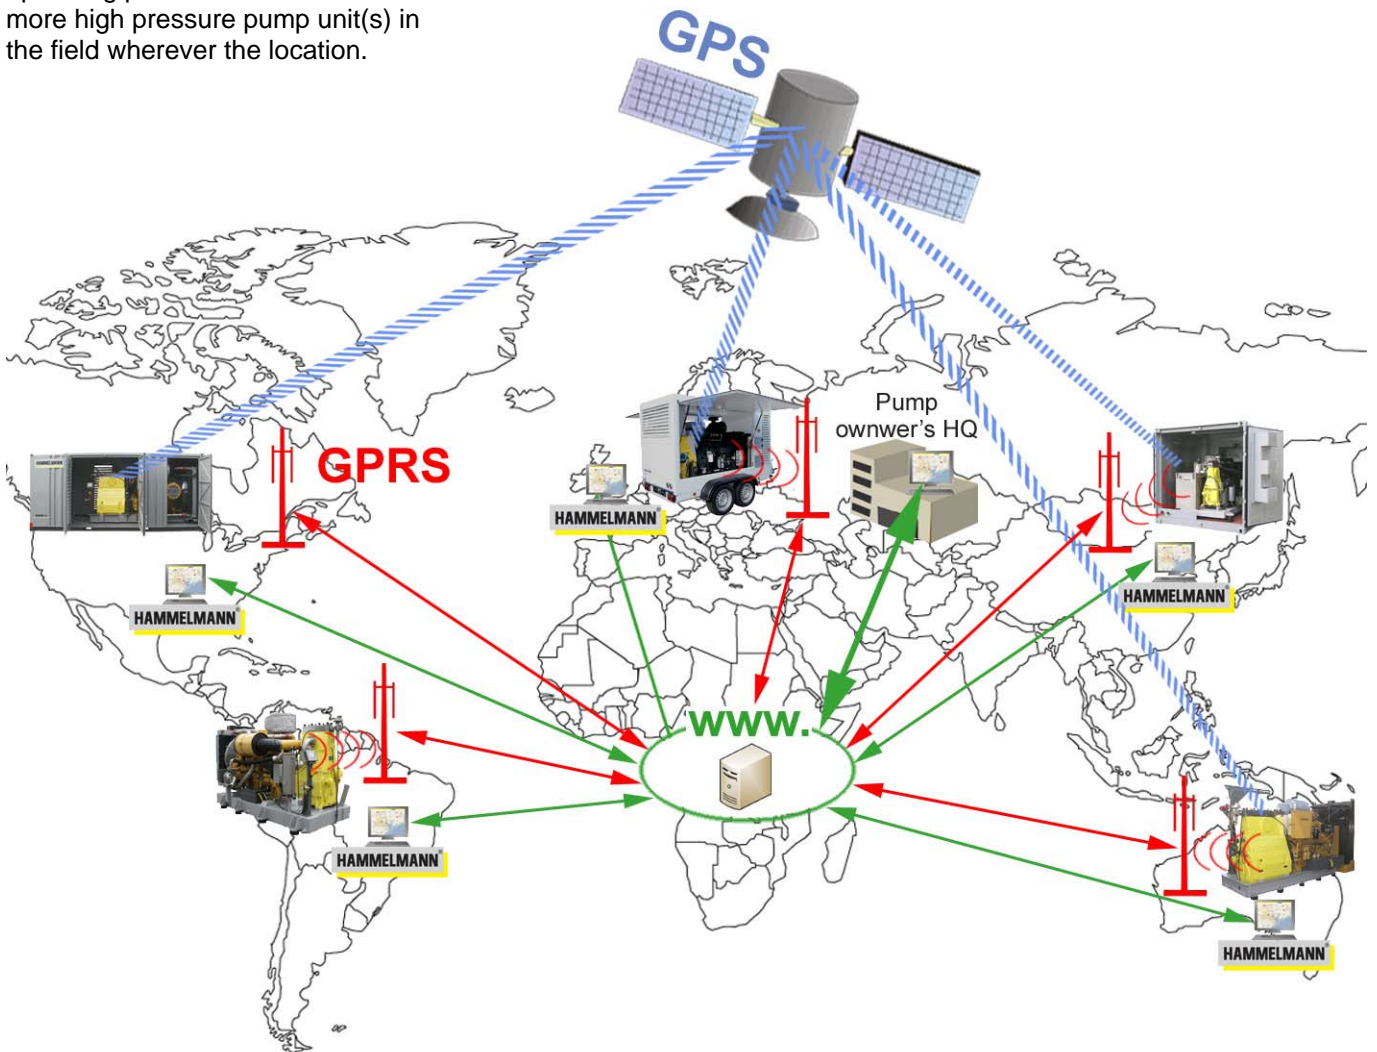 more high pressure pump unit(s) in
the field wherever the location.
GPS
Pump
ownwer's HQ
GPRS
HAMMELMANN
HAMMELMANN
HAMMELMANN
www.
HAMMELMANN
HAMMELMANN